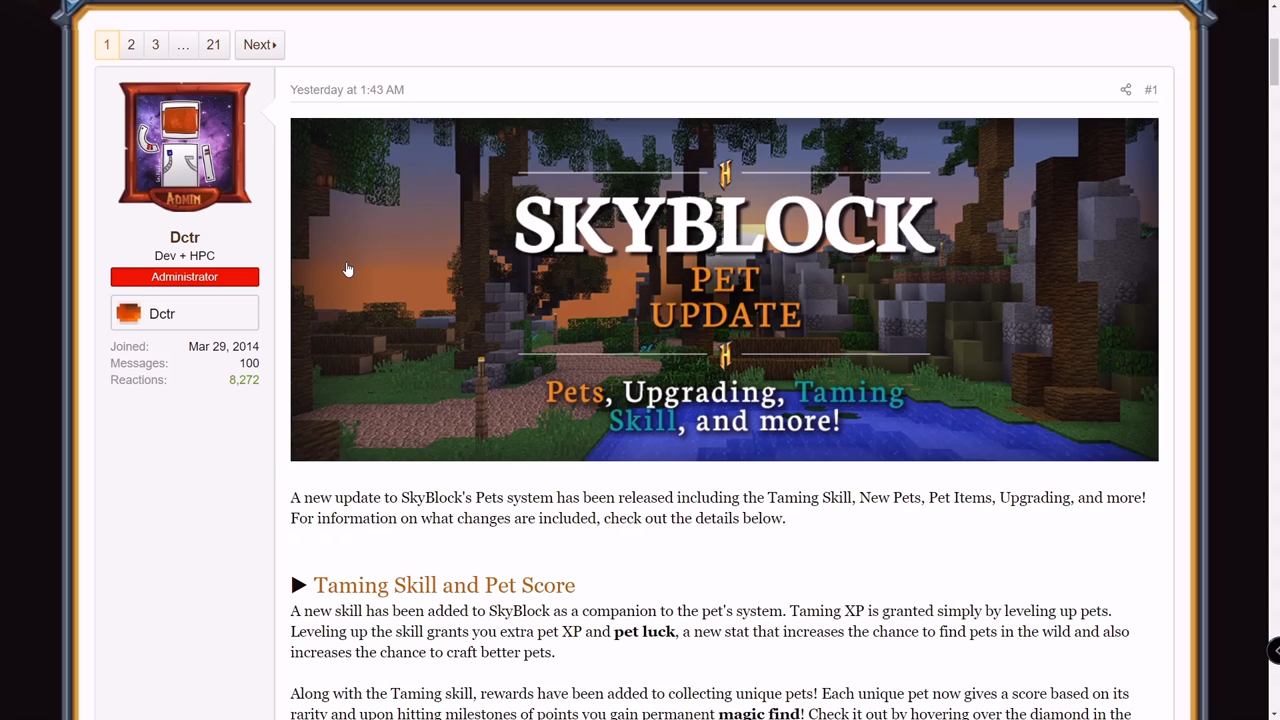 1 2 3 ... 21 Next
Yesterday at 1:43 AM #1
ADMIN
Dctr
Dev + HPC
Administrator
Dctr
Joined: Mar 29, 2014
Messages: 100
Reactions: 8,272
H
SKYBLOCK
PET
UPDATE
H
Pets, Upgrading, Taming
Skill, and more!
A new update to SkyBlock's Pets system has been released including the Taming Skill, New Pets, Pet Items, Upgrading, and more!
For information on what changes are included, check out the details below.
Taming Skill and Pet Score
A new skill has been added to SkyBlock as a companion to the pet's system. Taming XP is granted simply by leveling up pets.
Leveling up the skill grants you extra pet XP and pet luck, a new stat that increases the chance to find pets in the wild and also
increases the chance to craft better pets.
Along with the Taming skill, rewards have been added to collecting unique pets! Each unique pet now gives a score based on its
rarity and upon hitting milestones of points you gain permanent magic find! Check it out by hovering over the diamond in the